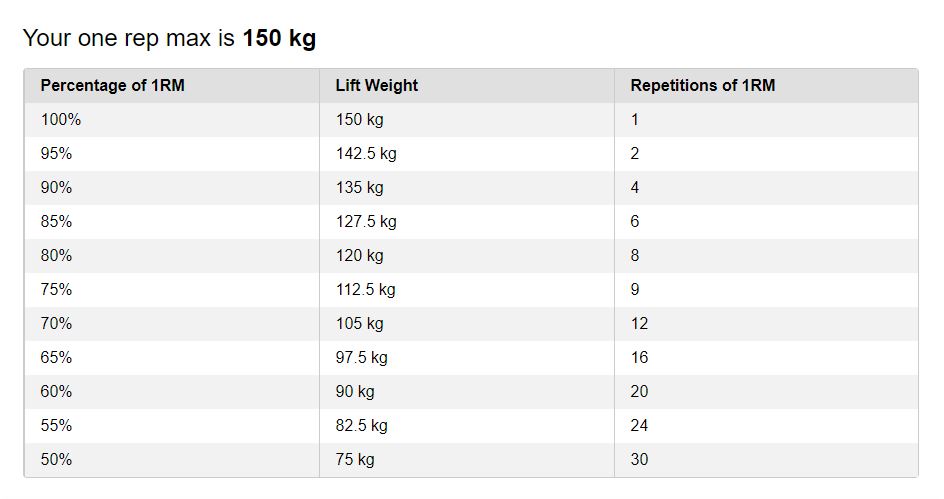 Your one rep max is 150 kg
Percentage of 1RM Lift Weight Repetitions of 1RM
100% 150 kg 1
95% 142.5 kg 2
90% 135 kg 4
85% 127.5 kg 6
80% 120 kg 8
75% 112.5 kg 9
70% 105 kg 12
65% 97.5 kg 16
60% 90 kg 20
55% 82.5 kg 24
50% 75 kg 30